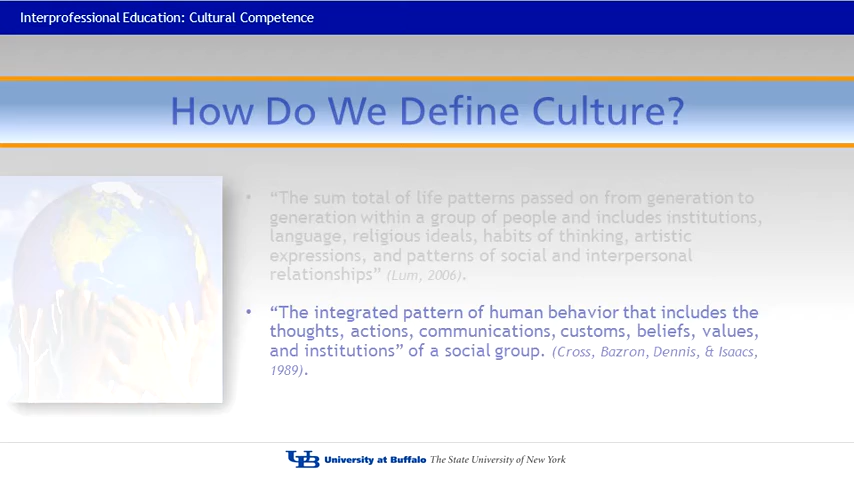 Interprofessional Education: Cultural Competence
How Do We Define Culture?
• “The sum total of life patterns passed on from generation to
generation within a group of people and includes institutions,
language, religious ideals, habits of thinking, artistic
expressions, and patterns of social and interpersonal
relationships” (Lum, 2006).
• “The integrated pattern of human behavior that includes the
thoughts, actions, communications, customs, beliefs, values,
and institutions” of a social group. (Cross, Bazron, Dennis, & Isaacs,
1989).
UB University at Buffalo The State University of New York